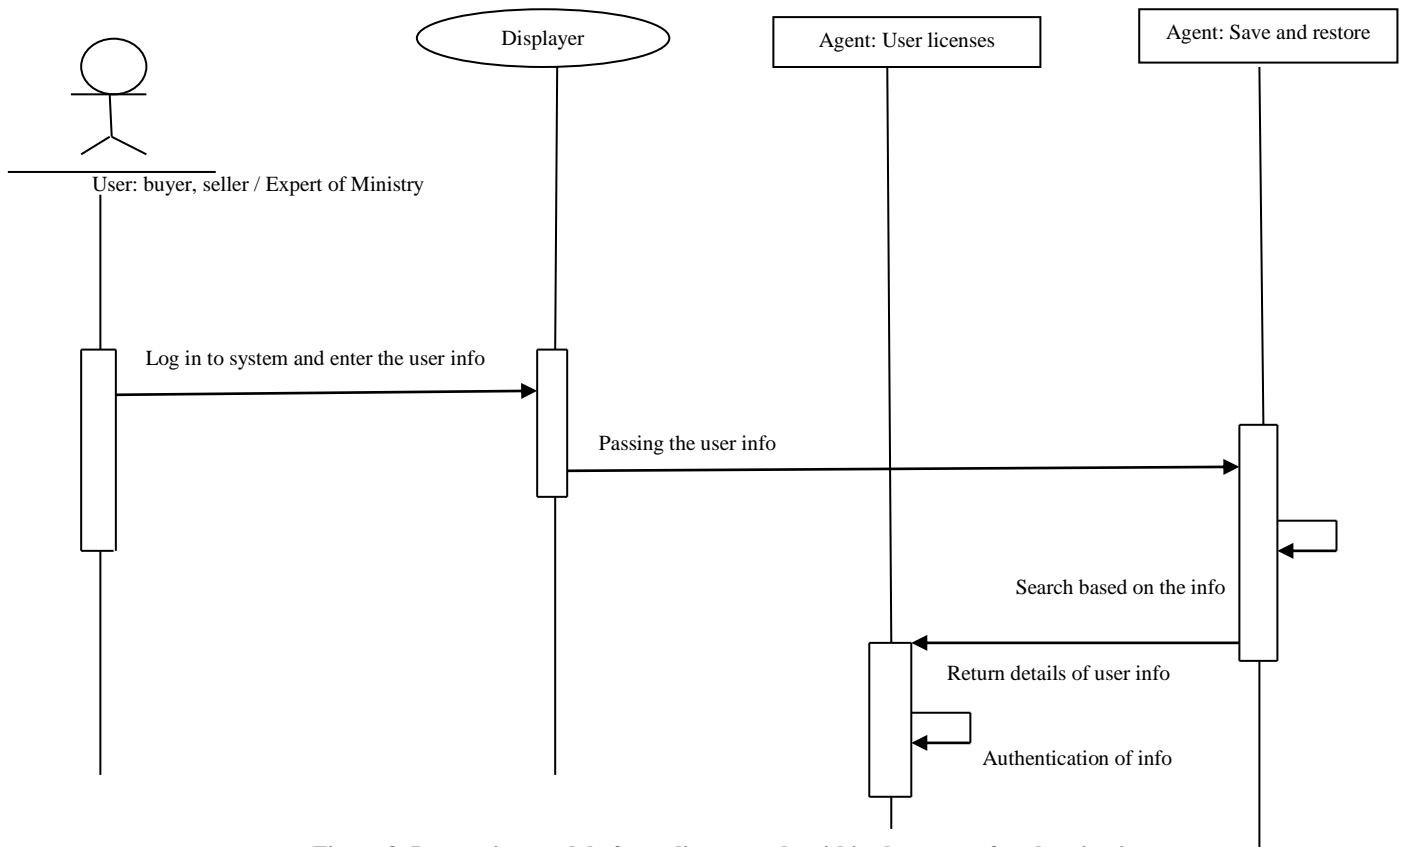 Displayer
Agent: User licenses
Agent: Save and restore
User: buyer, seller / Expert of Ministry
Log in to system and enter the user info
Passing the user info
Search based on the info
Return details of user info
Authentication of info